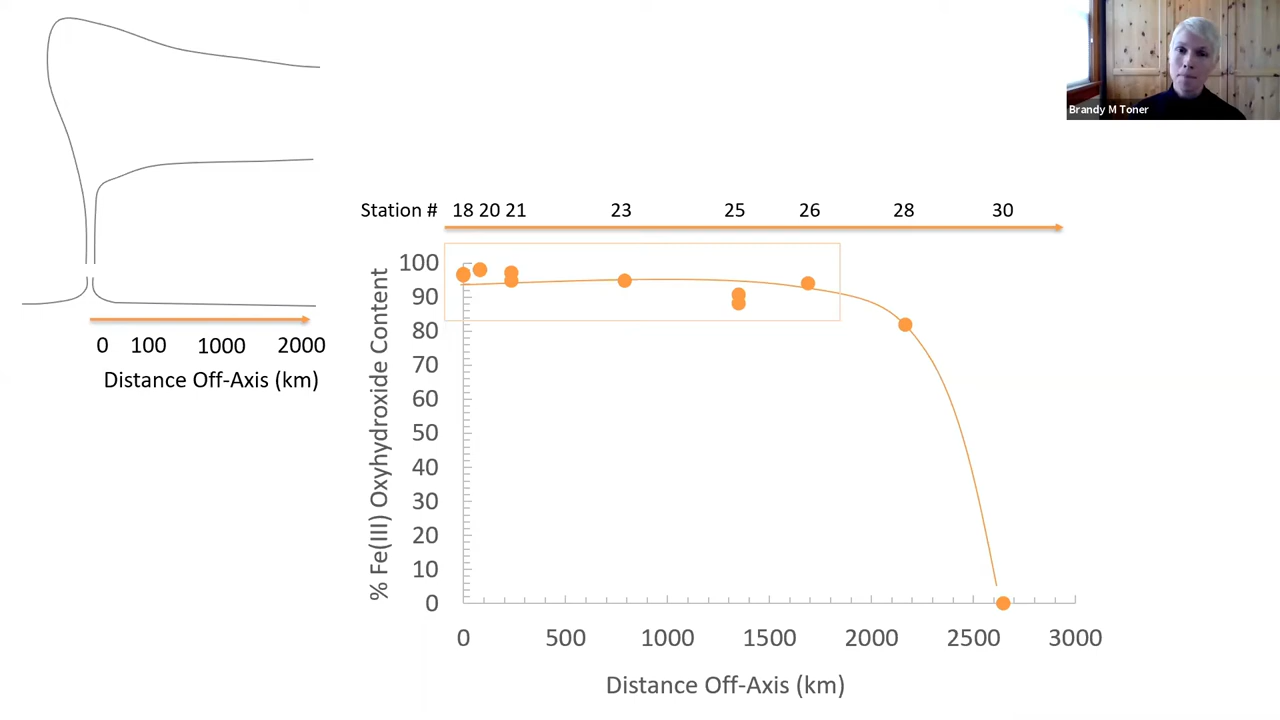 Brandy M Toner
Station # 18 20 21 23 25 26 28 30
100
90
80
70
60
50
40
30
20
10
0
% Fe(III) Oxyhydroxide Content
0 500 1000 1500 2000 2500 3000
Distance Off-Axis (km)
0 100 1000 2000
Distance Off-Axis (km)